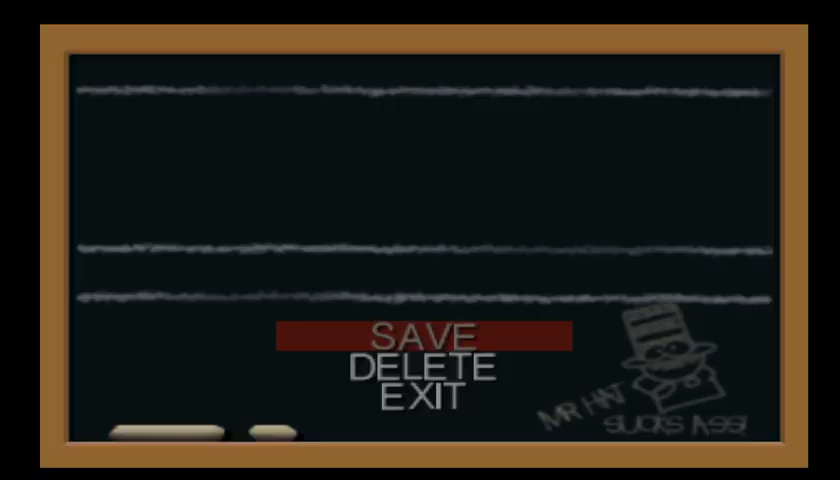 SAVE
DELETE
EXIT
MR HAT
SUCKS ASS!